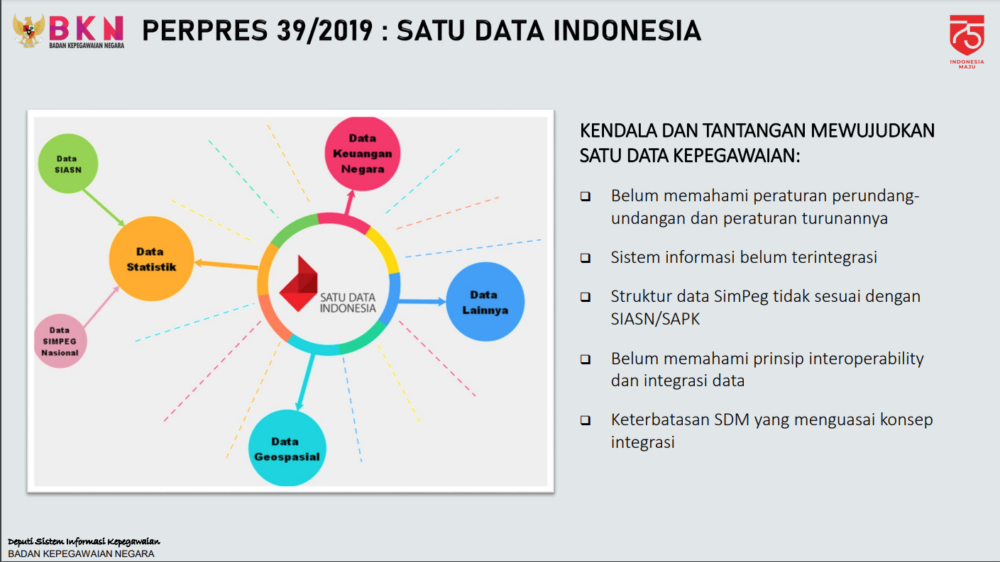 BKN
BADAN KEPEGAWAIAN NEGARA
PERPRES 39/2019 : SATU DATA INDONESIA
75
INDONESIA
MAJU
Data
SIASN
Data
Keuangan
Negara
Data
Statistik
SATU DATA
INDONESIA
Data
Lainnya
Data
SIMPEG
Nasional
Data
Geospasial
KENDALA DAN TANTANGAN MEWUJUDKAN
SATU DATA KEPEGAWAIAN:
Belum memahami peraturan perundang-
undangan dan peraturan turunannya
Sistem informasi belum terintegrasi
Struktur data SimPeg tidak sesuai dengan
SIASN/SAPK
Belum memahami prinsip interoperability
dan integrasi data
Keterbatasan SDM yang menguasai konsep
integrasi
Deputi Sistem Informasi Kepegawaian
BADAN KEPEGAWAIAN NEGARA